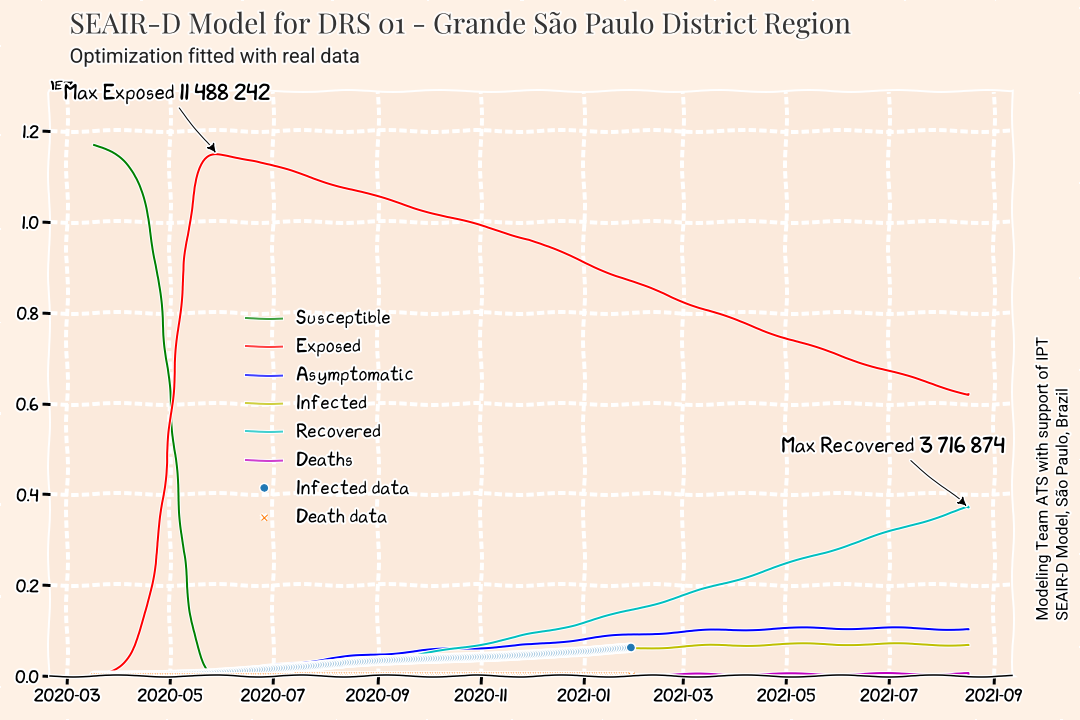 SEAIR-D Model for DRS 01 - Grande São Paulo District Region
Optimization fitted with real data
Max Exposed 11 488 242
1.2
1.0
0.8
0.6
0.4
0.2
0.0
Susceptible
Exposed
Asymptomatic
Infected
Recovered
Deaths
Infected data
Death data
Max Recovered 3 716 874
2020-03 2020-05 2020-07 2020-09 2020-11 2021-01 2021-03 2021-05 2021-07 2021-09
Modeling Team ATS with support of IPT
SEAIR-D Model, São Paulo, Brazil